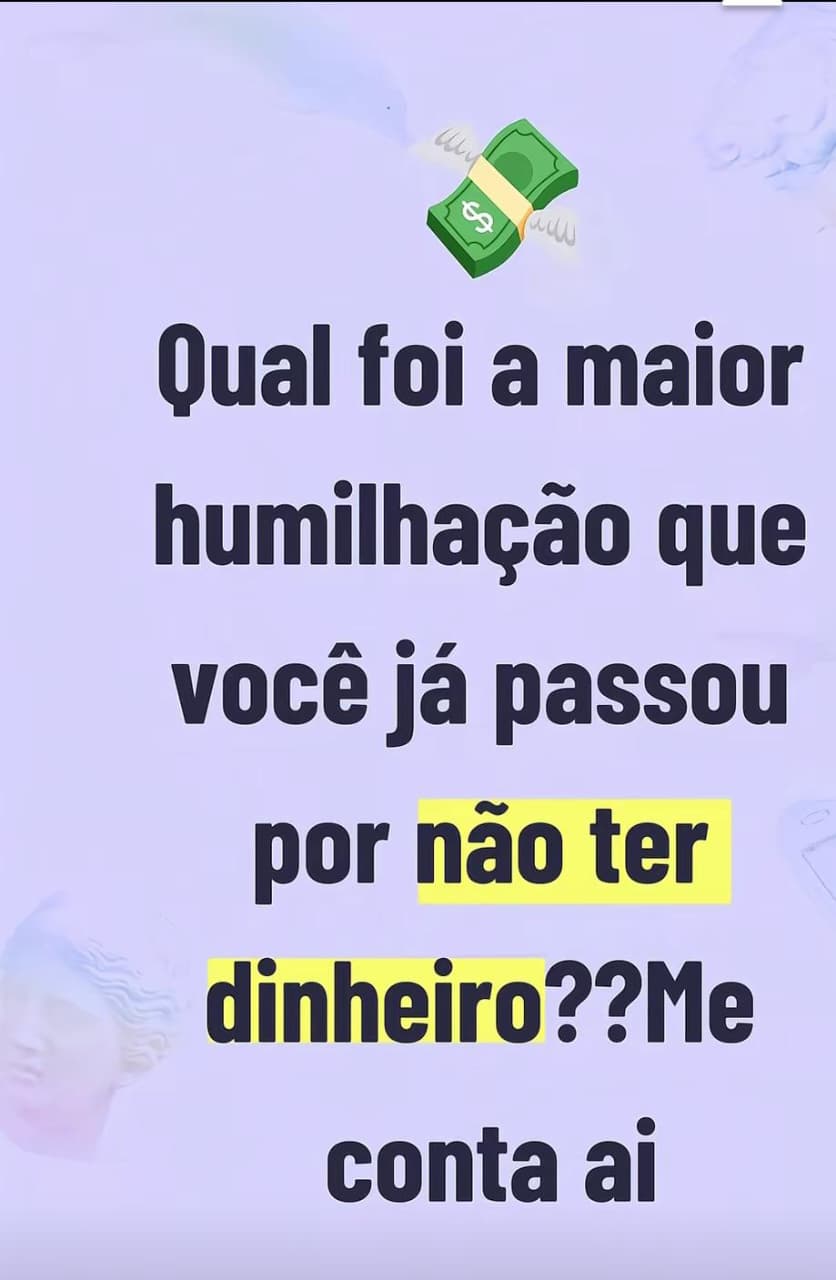 Qual foi a maior
humilhação que
você já passou
por não ter
dinheiro??Me
conta ai